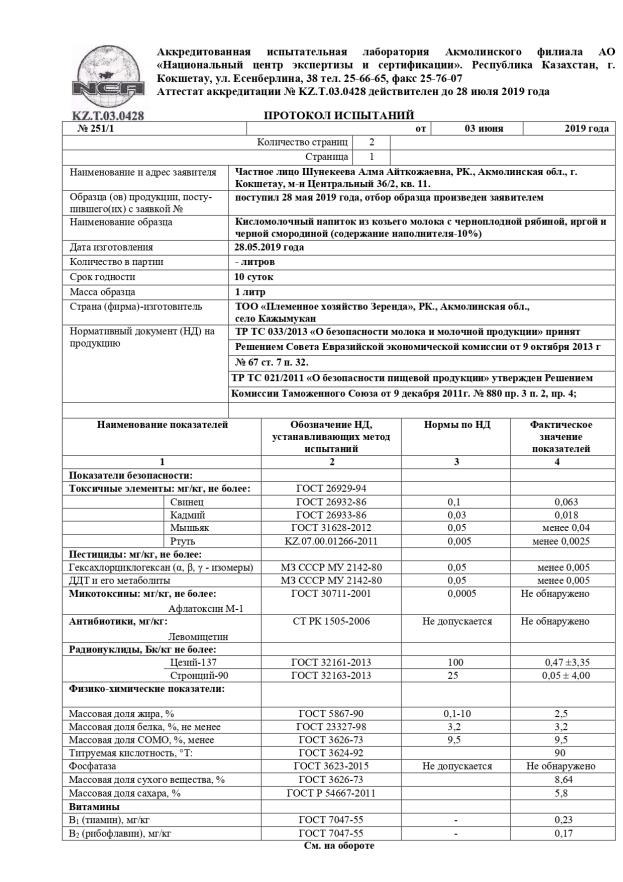 Аккредитованная испытательная лаборатория Акмолинского филиала АО
«Национальный центр экспертизы и сертификации». Республика Казахстан, г.
Кокшетау, ул. Есенберлина, 38 тел. 25-66-65, факс 25-76-07
Аттестат аккредитации № KZ.T.03.0428 действителен до 28 июля 2019 года
NCA
KZ.T.03.0428
ПРОТОКОЛ ИСПЫТАНИЙ
№ 251/1 от 03 июня 2019 года
Количество страниц 2
Страница 1
Наименование и адрес заявителя Частное лицо Шунекеева Алма Айткожаевна, РК., Акмолинская обл., г.
Кокшетау, м-н Центральный 36/2, кв. 11.
Образца (ов) продукции, посту- поступил 28 мая 2019 года, отбор образца произведен заявителем
пившего(их) с заявкой №
Наименование образца Кисломолочный напиток из козьего молока с черноплодной рябиной, иргой и
черной смородиной (содержание наполнителя-10%)
Дата изготовления 28.05.2019 года
Количество в партии - литров
Срок годности 10 суток
Масса образца 1 литр
Страна (фирма)-изготовитель ТОО «Племенное хозяйство Зеренда», РК., Акмолинская обл.,
село Кажымукан
Нормативный документ (НД) на ТР ТС 033/2013 «О безопасности молока и молочной продукции» принят
продукцию Решением Совета Евразийской экономической комиссии от 9 октября 2013 г
№ 67 ст. 7 п. 32.
ТР ТС 021/2011 «О безопасности пищевой продукции» утвержден Решением
Комиссии Таможенного Союза от 9 декабря 2011г. № 880 пр. 3 п. 2, пр. 4;
Наименование показателей Обозначение НД, Нормы по НД Фактическое
устанавливающих метод значение
испытаний показателей
1 2 3 4
Показатели безопасности:
Токсичные элементы: мг/кг, не более: ГОСТ 26929-94
Свинец ГОСТ 26932-86 0,1 0,063
Кадмий ГОСТ 26933-86 0,03 0,018
Мышьяк ГОСТ 31628-2012 0,05 менее 0,04
Ртуть KZ.07.00.01266-2011 0,005 менее 0,0025
Пестициды: мг/кг, не более:
Гексахлорциклогексан (α, β, γ - изомеры) МЗ СССР МУ 2142-80 0,05 менее 0,005
ДДТ и его метаболиты МЗ СССР МУ 2142-80 0,05 менее 0,005
Микотоксины: мг/кг, не более: ГОСТ 30711-2001 0,0005 Не обнаружено
Афлатоксин М-1
Антибиотики, мг/кг: СТ РК 1505-2006 Не допускается Не обнаружено
Левомицетин
Радионуклиды, Бк/кг не более:
Цезий-137 ГОСТ 32161-2013 100 0,47 ±3,35
Стронций-90 ГОСТ 32163-2013 25 0,05 ± 4,00
Физико-химические показатели:
Массовая доля жира, % ГОСТ 5867-90 0,1-10 2,5
Массовая доля белка, %, не менее ГОСТ 23327-98 3,2 3,2
Массовая доля СОМО, %, менее ГОСТ 3626-73 9,5 9,5
Титруемая кислотность, °Т: ГОСТ 3624-92 90
Фосфатаза ГОСТ 3623-2015 Не допускается Не обнаружено
Массовая доля сухого вещества, % ГОСТ 3626-73 8,64
Массовая доля сахара, % ГОСТ Р 54667-2011 5,8
Витамины
В₁ (тиамин), мг/кг ГОСТ 7047-55 - 0,23
В₂ (рибофлавин), мг/кг ГОСТ 7047-55 - 0,17
См. на обороте